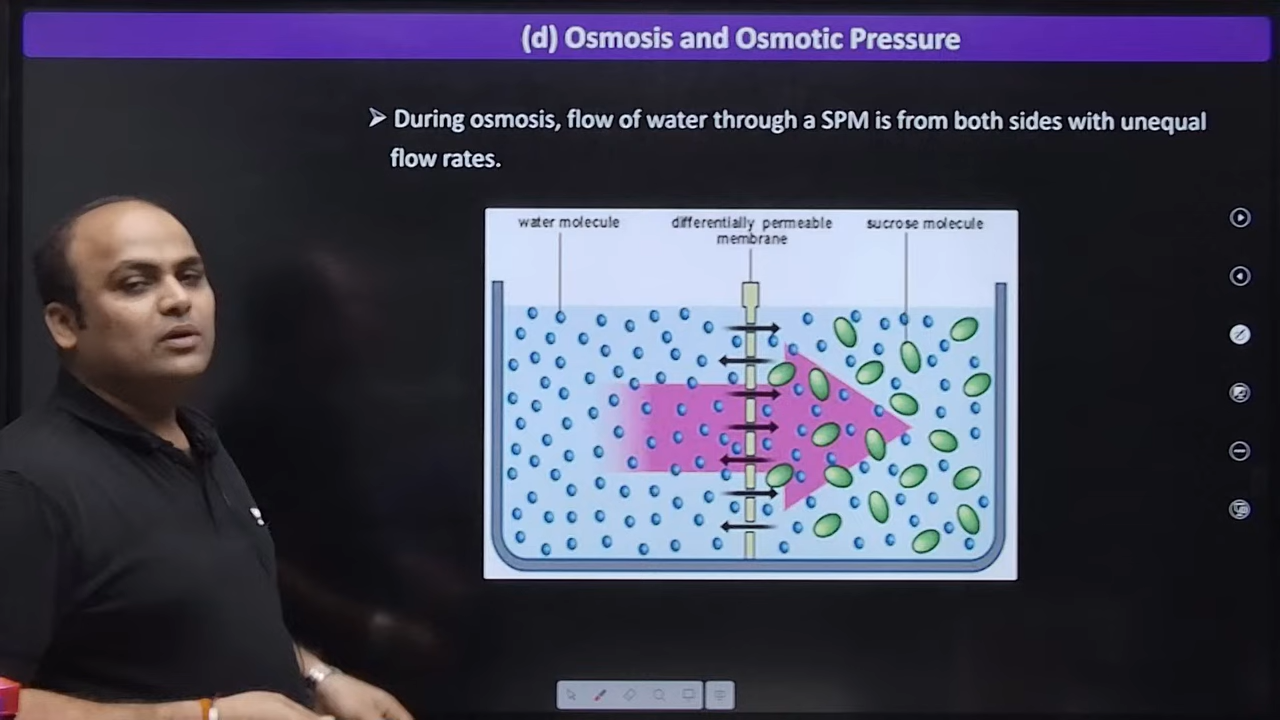 (d) Osmosis and Osmotic Pressure
➢ During osmosis, flow of water through a SPM is from both sides with unequal
flow rates.
water molecule
differentially permeable
membrane
sucrose molecule